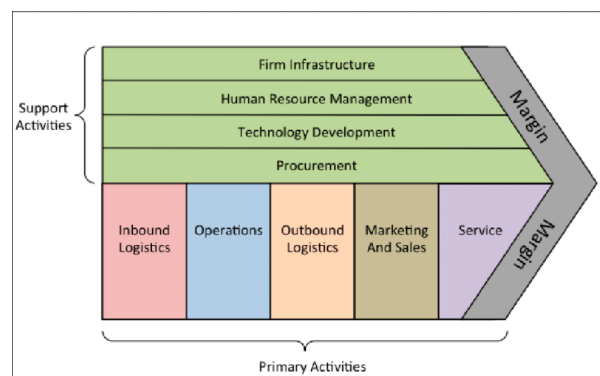 Firm Infrastructure
Human Resource Management
Technology Development
Procurement
Support
Activities
Margin
Inbound
Logistics
Operations
Outbound
Logistics
Marketing
And Sales
Service
Margin
Primary Activities